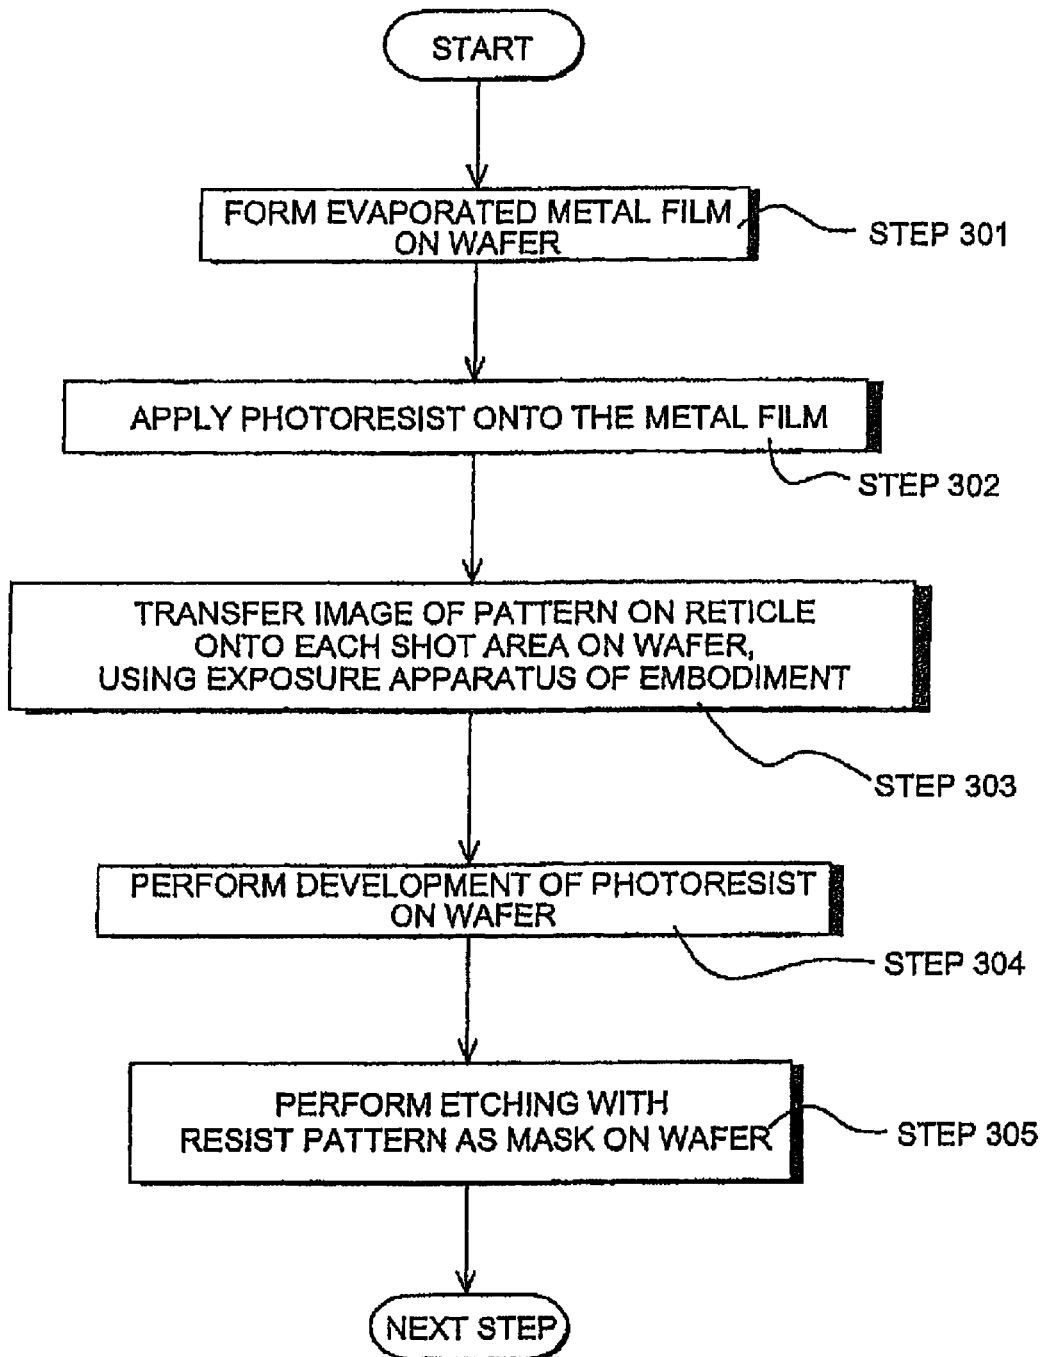 START
FORM EVAPORATED METAL FILM
ON WAFER
STEP 301
APPLY PHOTORESIST ONTO THE METAL FILM
STEP 302
TRANSFER IMAGE OF PATTERN ON RETICLE
ONTO EACH SHOT AREA ON WAFER,
USING EXPOSURE APPARATUS OF EMBODIMENT
STEP 303
PERFORM DEVELOPMENT OF PHOTORESIST
ON WAFER
STEP 304
PERFORM ETCHING WITH
RESIST PATTERN AS MASK ON WAFER
STEP 305
NEXT STEP